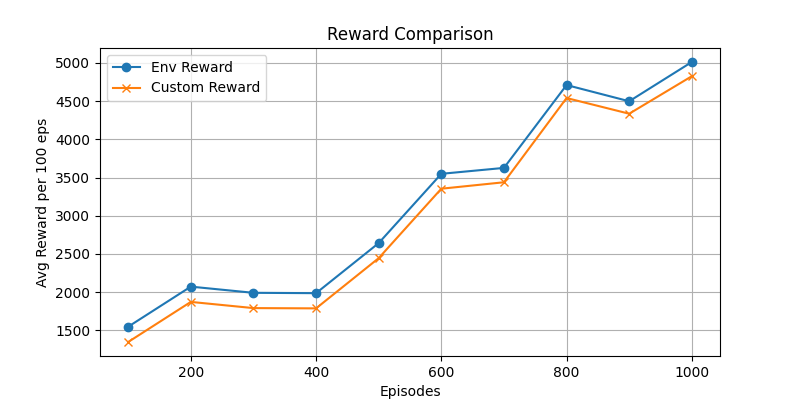 Reward Comparison
Env Reward
Custom Reward
Avg Reward per 100 eps
5000
4500
4000
3500
3000
2500
2000
1500
200 400 600 800 1000
Episodes